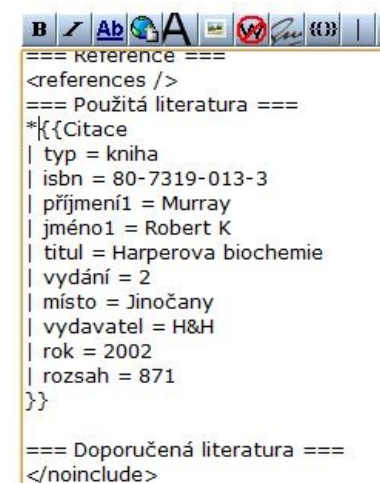 B I Ab A W {{}} |
=== Reference ===
<references />
=== Použitá literatura ===
*{{Citace
| typ = kniha
| isbn = 80-7319-013-3
| příjmení1 = Murray
| jméno1 = Robert K
| titul = Harperova biochemie
| vydání = 2
| místo = Jinočany
| vydavatel = H&H
| rok = 2002
| rozsah = 871
}}
=== Doporučená literatura ===
</noinclude>